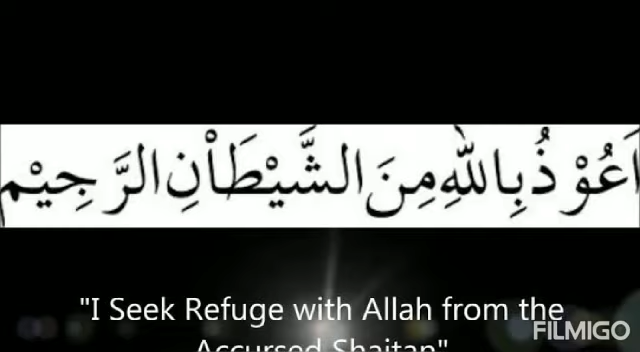 اَعُوْذُبِاللّٰهِ مِنَ الشَّيْطَاْنِ الرَّجِيْمِ
"I Seek Refuge with Allah from the
Accursed Shaitan"
FILMIGO